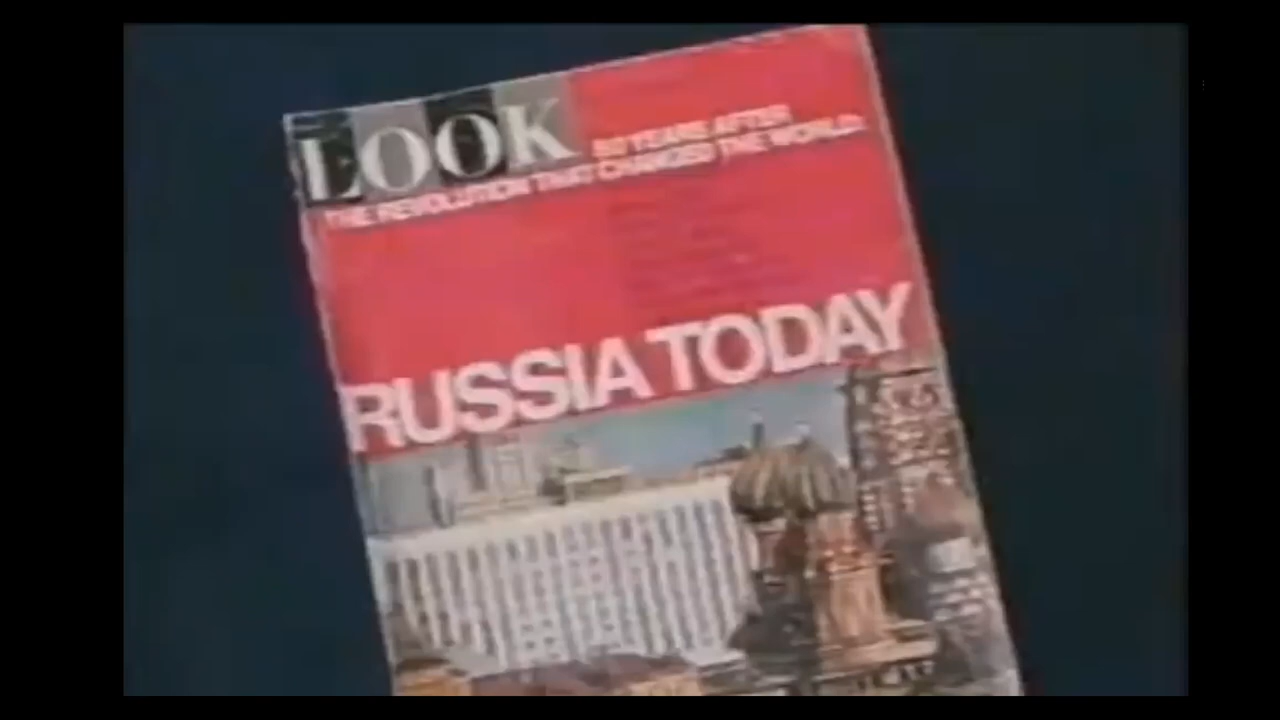 LOOK
50 YEARS AFTER
THE REVOLUTION THAT CHANGED THE WORLD:
RUSSIA TODAY